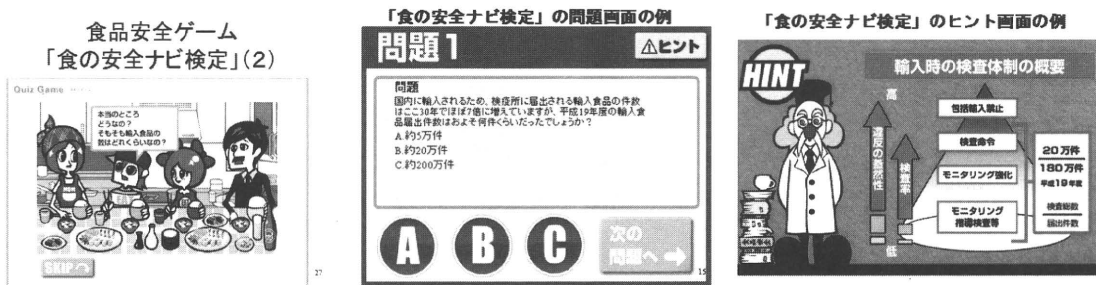 食品安全ゲーム
「食の安全ナビ検定」(2)
Quiz Game
本当のところ
どうなの？
そもそも輸入食品の
数はどれくらいなの？
SKIP
27
「食の安全ナビ検定」の問題画面の例
問題1
ヒント
問題
国内に輸入されるため、検疫所に届出される輸入食品の件数
はここ30年でほぼ7倍に増えていますが、平成19年度の輸入食
品届出件数はおよそ何件くらいだったでしょうか？
A.約5万件
B.約20万件
C.約200万件
A B C
次の
問題へ
15
「食の安全ナビ検定」のヒント画面の例
HINT
輸入時の検査体制の概要
高
違反の蓋然性
検査率
低
包括輸入禁止
検査命令
モニタリング強化
モニタリング
指導検査等
20万件
180万件
平成19年度
検査総数
届出件数